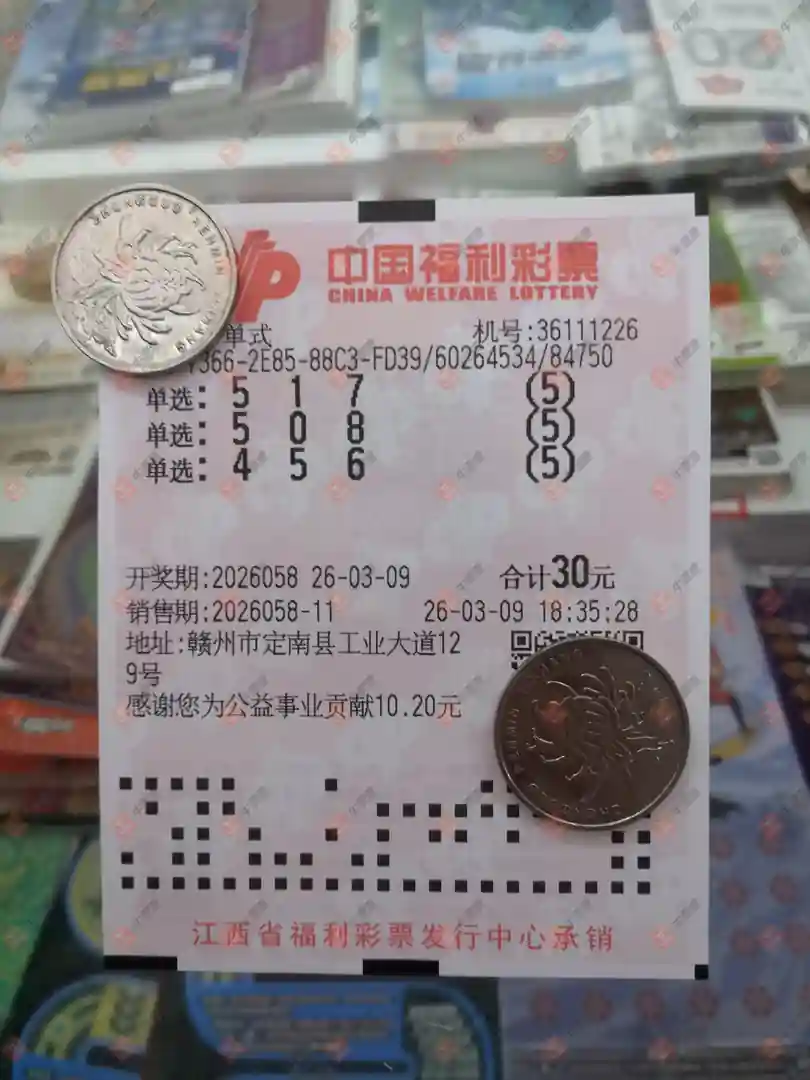 中国福利彩票
CHINA WELFARE LOTTERY
单式 机号:36111226
366-2E85-88C3-FD39/60264534/84750
单选: 5 1 7 (5)
单选: 5 0 8 (5)
单选: 4 5 6 (5)
开奖期:2026058 26-03-09 合计30元
销售期:2026058-11 26-03-09 18:35:28
地址:赣州市定南县工业大道12
9号
感谢您为公益事业贡献10.20元
江西省福利彩票发行中心承销